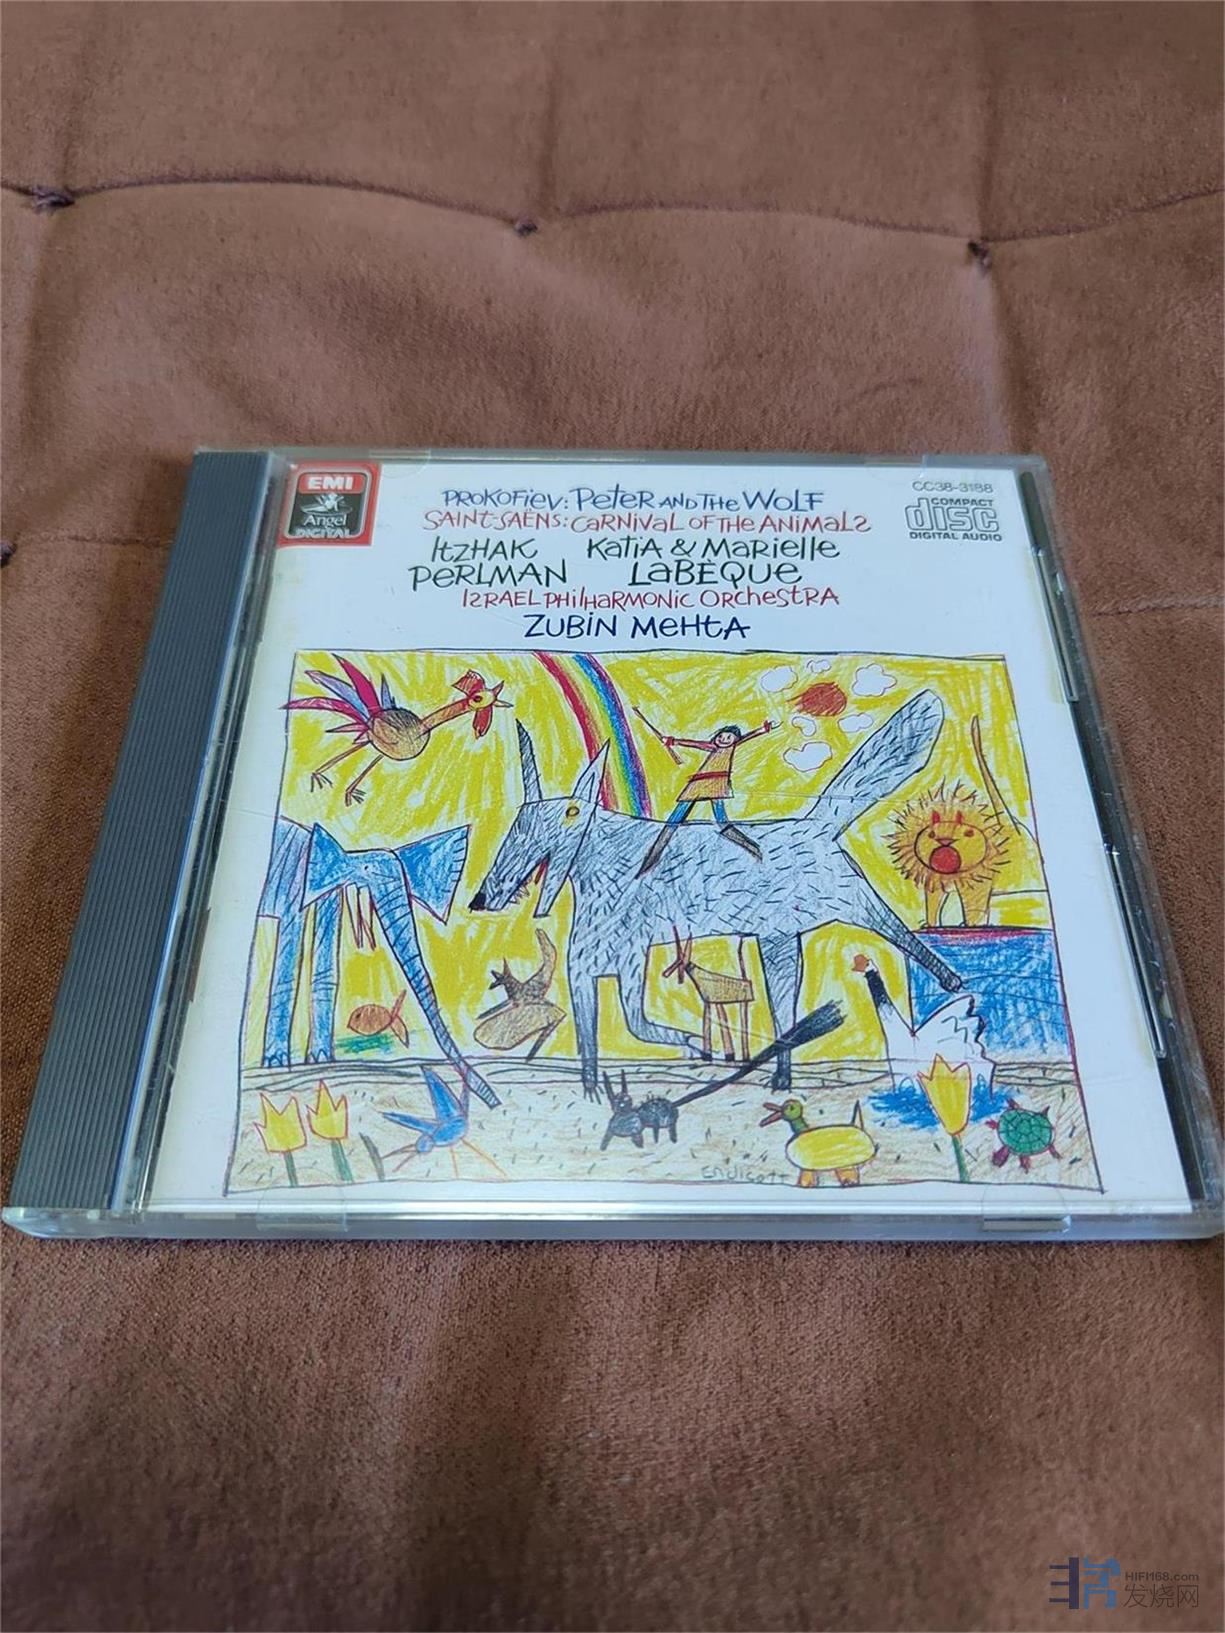 EMI
Angel
DIGITAL
CC38-3188
COMPACT
disc
DIGITAL AUDIO
PROKOFIEV: PETER AND THE WOLF
SAINT-SAËNS: CARNIVAL OF THE ANIMALS
ITZHAK PERLMAN
KATIA & MARIELLE LABÈQUE
ISRAEL PHILHARMONIC ORCHESTRA
ZUBIN MEHTA
Endicott
HIFI168.com
发烧网